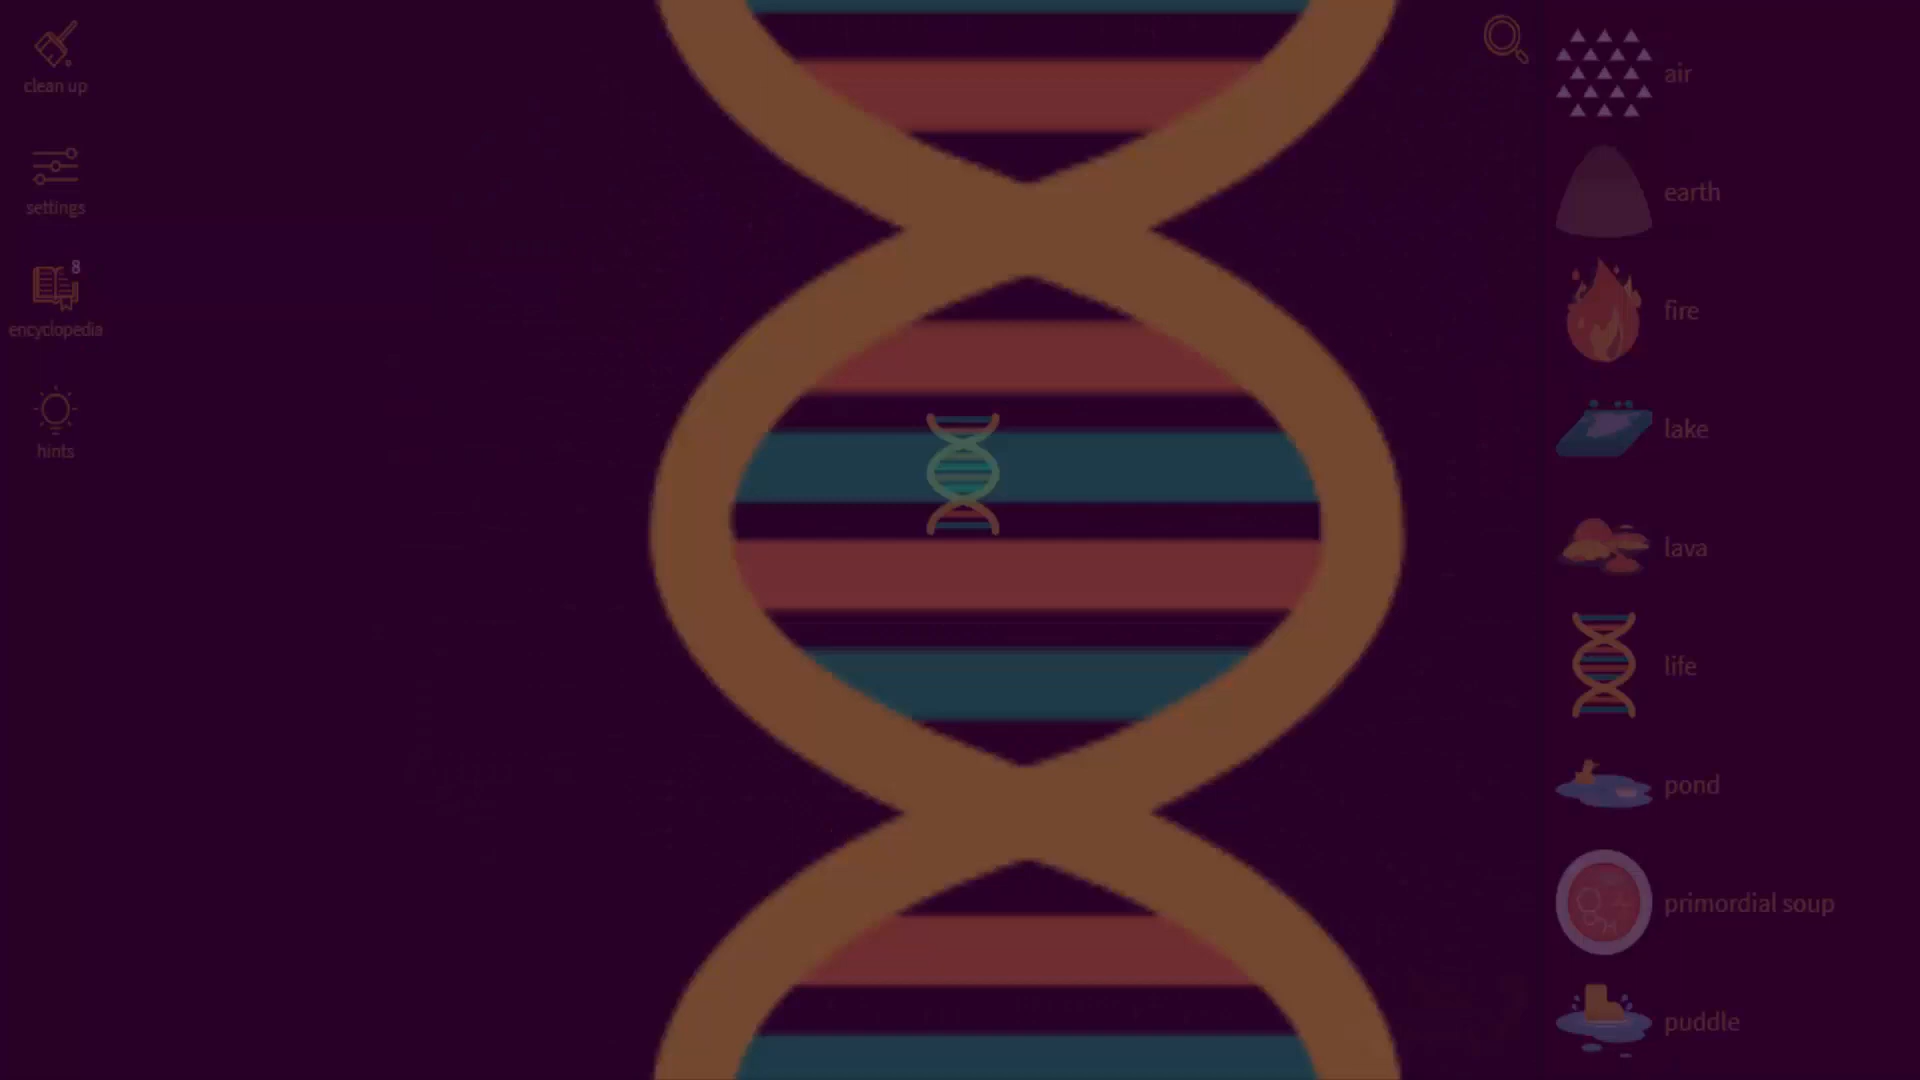 clean up
settings
8
encyclopedia
hints
air
earth
fire
lake
lava
life
pond
primordial soup
puddle